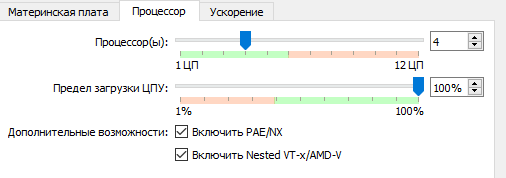 Материнская плата Процессор Ускорение
Процессор(ы): 4
1 ЦП 12 ЦП
Предел загрузки ЦПУ: 100%
1% 100%
Дополнительные возможности: Включить PAE/NX
Включить Nested VT-x/AMD-V